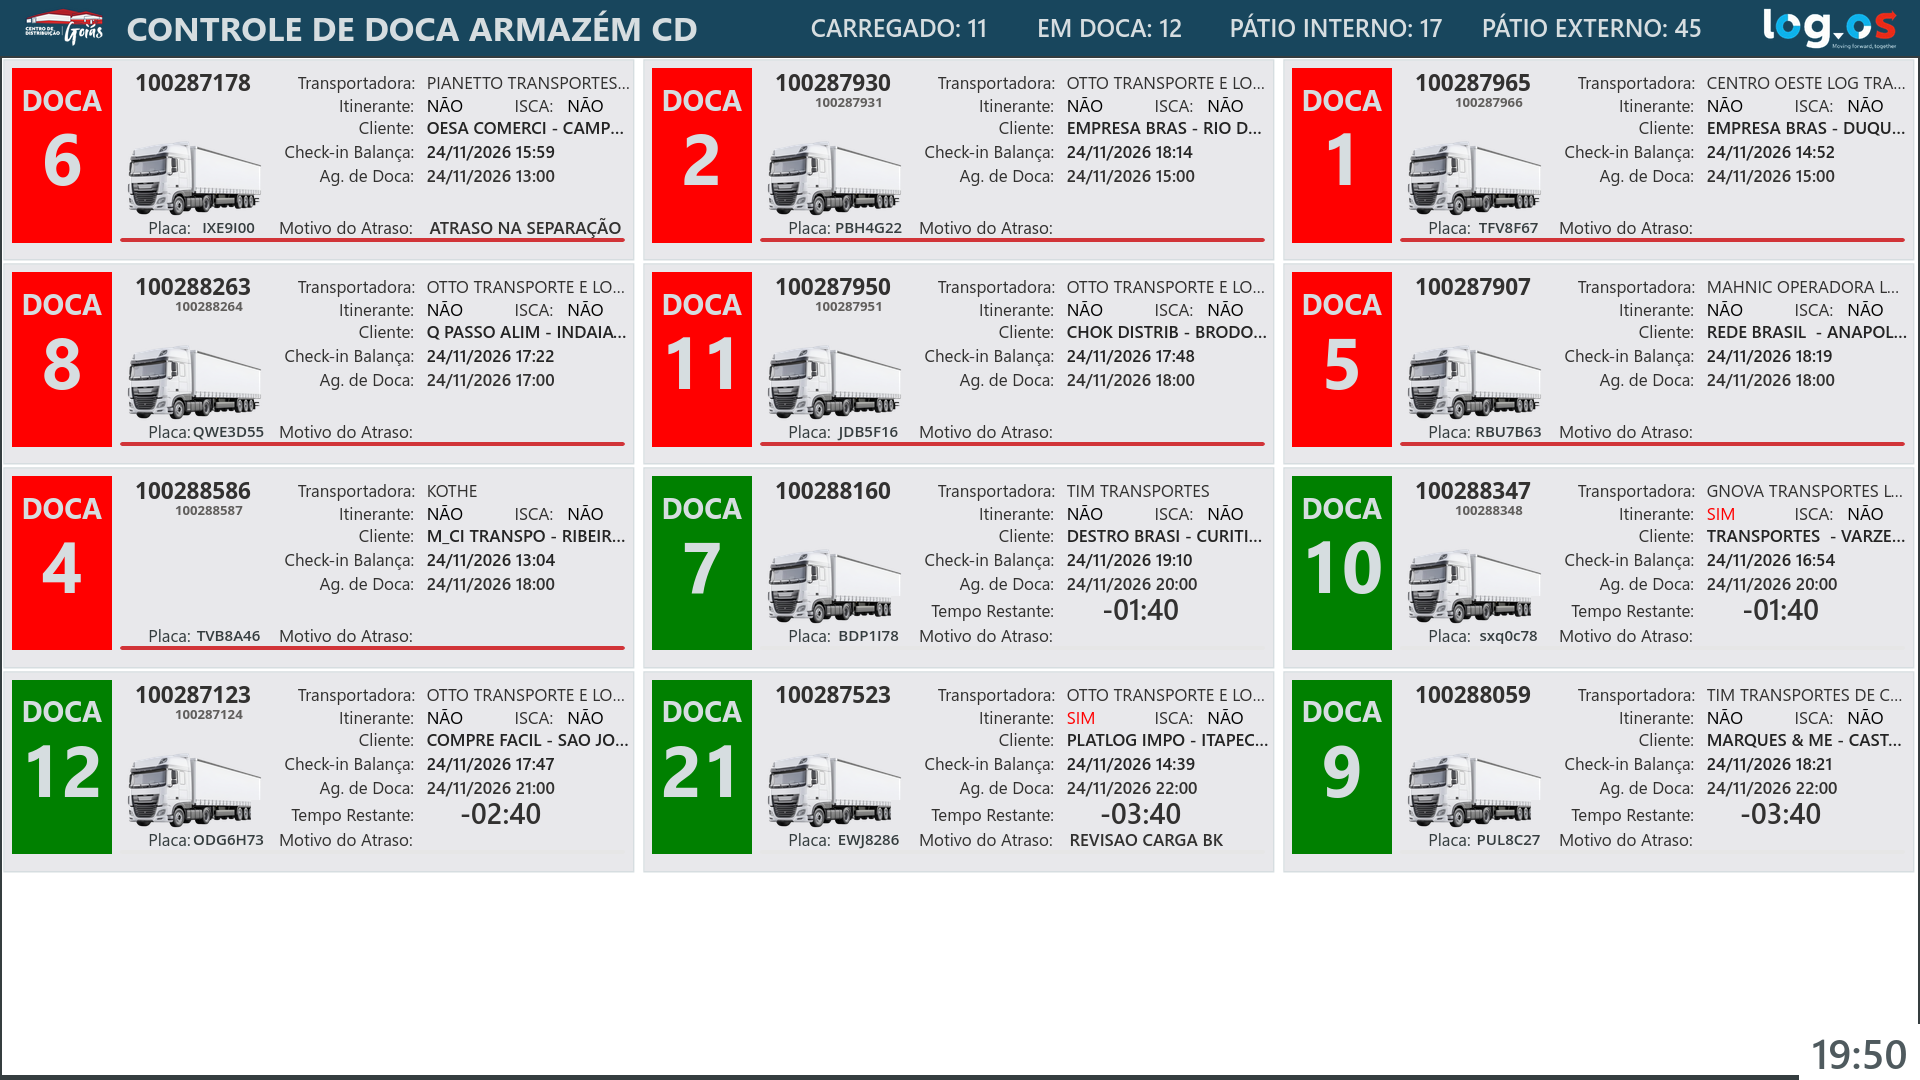 CENTRO DE
DISTRIBUIÇÃO
Goiás
CONTROLE DE DOCA ARMAZÉM CD
CARREGADO: 11
EM DOCA: 12
PÁTIO INTERNO: 17
PÁTIO EXTERNO: 45
log.os
Moving forward, together
DOCA
6
100287178
Transportadora: PIANETTO TRANSPORTES...
Itinerante: NÃO ISCA: NÃO
Cliente: OESA COMERCI - CAMP...
Check-in Balança: 24/11/2026 15:59
Ag. de Doca: 24/11/2026 13:00
Placa: IXE9I00 Motivo do Atraso: ATRASO NA SEPARAÇÃO
DOCA
2
100287930
100287931
Transportadora: OTTO TRANSPORTE E LO...
Itinerante: NÃO ISCA: NÃO
Cliente: EMPRESA BRAS - RIO D...
Check-in Balança: 24/11/2026 18:14
Ag. de Doca: 24/11/2026 15:00
Placa: PBH4G22 Motivo do Atraso:
DOCA
1
100287965
100287966
Transportadora: CENTRO OESTE LOG TRA...
Itinerante: NÃO ISCA: NÃO
Cliente: EMPRESA BRAS - DUQU...
Check-in Balança: 24/11/2026 14:52
Ag. de Doca: 24/11/2026 15:00
Placa: TFV8F67 Motivo do Atraso:
DOCA
8
100288263
100288264
Transportadora: OTTO TRANSPORTE E LO...
Itinerante: NÃO ISCA: NÃO
Cliente: Q PASSO ALIM - INDAIA...
Check-in Balança: 24/11/2026 17:22
Ag. de Doca: 24/11/2026 17:00
Placa: QWE3D55 Motivo do Atraso:
DOCA
11
100287950
100287951
Transportadora: OTTO TRANSPORTE E LO...
Itinerante: NÃO ISCA: NÃO
Cliente: CHOK DISTRIB - BRODO...
Check-in Balança: 24/11/2026 17:48
Ag. de Doca: 24/11/2026 18:00
Placa: JDB5F16 Motivo do Atraso:
DOCA
5
100287907
Transportadora: MAHNIC OPERADORA L...
Itinerante: NÃO ISCA: NÃO
Cliente: REDE BRASIL - ANAPOL...
Check-in Balança: 24/11/2026 18:19
Ag. de Doca: 24/11/2026 18:00
Placa: RBU7B63 Motivo do Atraso:
DOCA
4
100288586
100288587
Transportadora: KOTHE
Itinerante: NÃO ISCA: NÃO
Cliente: M_CI TRANSPO - RIBEIR...
Check-in Balança: 24/11/2026 13:04
Ag. de Doca: 24/11/2026 18:00
Placa: TVB8A46 Motivo do Atraso:
DOCA
7
100288160
Transportadora: TIM TRANSPORTES
Itinerante: NÃO ISCA: NÃO
Cliente: DESTRO BRASI - CURITI...
Check-in Balança: 24/11/2026 19:10
Ag. de Doca: 24/11/2026 20:00
Tempo Restante: -01:40
Placa: BDP1I78 Motivo do Atraso:
DOCA
10
100288347
100288348
Transportadora: GNOVA TRANSPORTES L...
Itinerante: SIM ISCA: NÃO
Cliente: TRANSPORTES - VARZE...
Check-in Balança: 24/11/2026 16:54
Ag. de Doca: 24/11/2026 20:00
Tempo Restante: -01:40
Placa: sxq0c78 Motivo do Atraso:
DOCA
12
100287123
100287124
Transportadora: OTTO TRANSPORTE E LO...
Itinerante: NÃO ISCA: NÃO
Cliente: COMPRE FACIL - SAO JO...
Check-in Balança: 24/11/2026 17:47
Ag. de Doca: 24/11/2026 21:00
Tempo Restante: -02:40
Placa: ODG6H73 Motivo do Atraso:
DOCA
21
100287523
Transportadora: OTTO TRANSPORTE E LO...
Itinerante: SIM ISCA: NÃO
Cliente: PLATLOG IMPO - ITAPEC...
Check-in Balança: 24/11/2026 14:39
Ag. de Doca: 24/11/2026 22:00
Tempo Restante: -03:40
Placa: EWJ8286 Motivo do Atraso: REVISAO CARGA BK
DOCA
9
100288059
Transportadora: TIM TRANSPORTES DE C...
Itinerante: NÃO ISCA: NÃO
Cliente: MARQUES & ME - CAST...
Check-in Balança: 24/11/2026 18:21
Ag. de Doca: 24/11/2026 22:00
Tempo Restante: -03:40
Placa: PUL8C27 Motivo do Atraso:
19:50